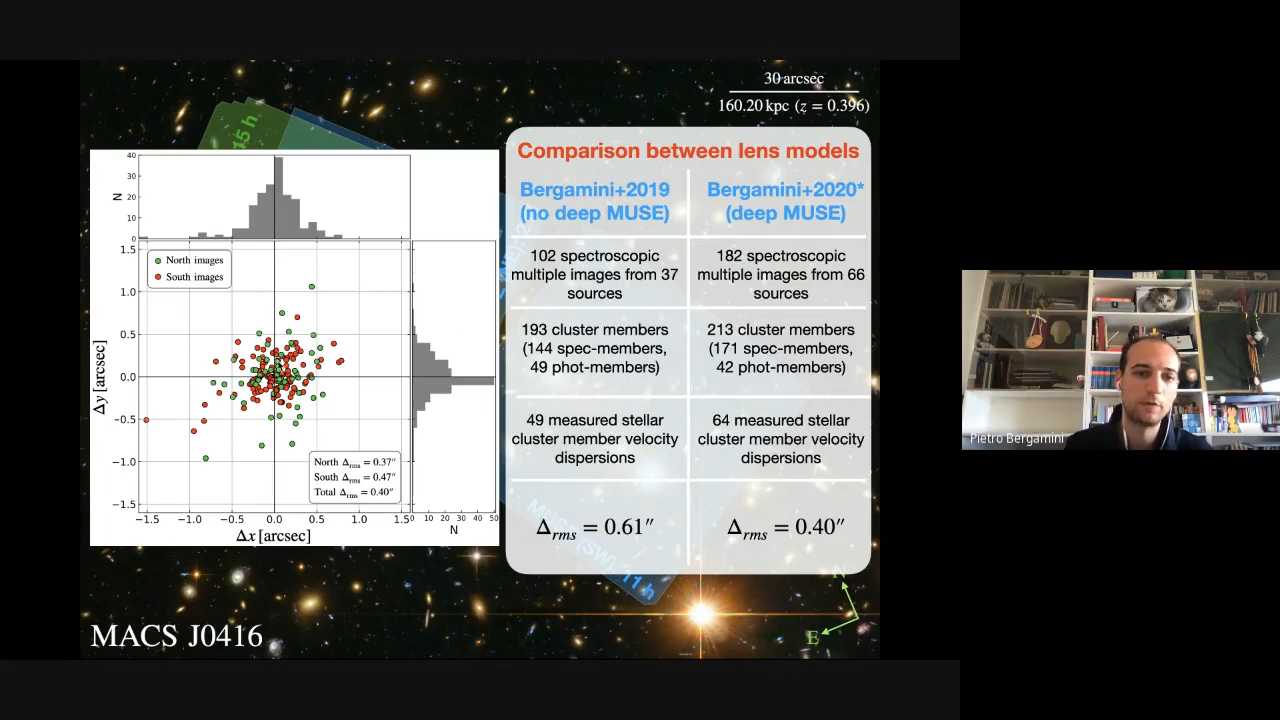 30 arcsec
160.20 kpc (z = 0.396)
15 h
40
30
20
10
0
N
1.5
1.0
0.5
0.0
−0.5
−1.0
−1.5
Δy [arcsec]
North images
South images
North Δrms = 0.37″
South Δrms = 0.47″
Total Δrms = 0.40″
−1.5 −1.0 −0.5 0.0 0.5 1.0 1.5
Δx [arcsec]
0 10 20 30 40 50
N
Comparison between lens models
Bergamini+2019
(no deep MUSE)
Bergamini+2020*
(deep MUSE)
102 spectroscopic
multiple images from 37
sources
182 spectroscopic
multiple images from 66
sources
193 cluster members
(144 spec-members,
49 phot-members)
213 cluster members
(171 spec-members,
42 phot-members)
49 measured stellar
cluster member velocity
dispersions
64 measured stellar
cluster member velocity
dispersions
Δrms = 0.61″
Δrms = 0.40″
(SW), 11 h
N
E
MACS J0416
Pietro Bergamini